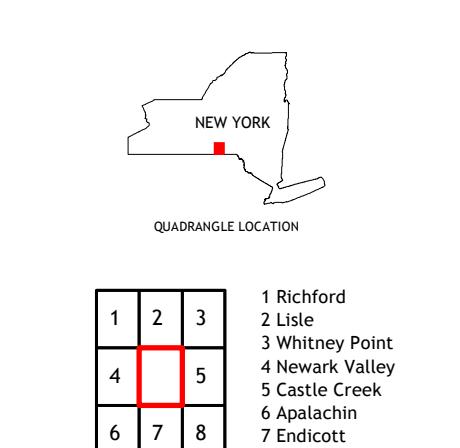 NEW YORK
QUADRANGLE LOCATION
1 2 3
4 5
6 7 8
1 Richford
2 Lisle
3 Whitney Point
4 Newark Valley
5 Castle Creek
6 Apalachin
7 Endicott